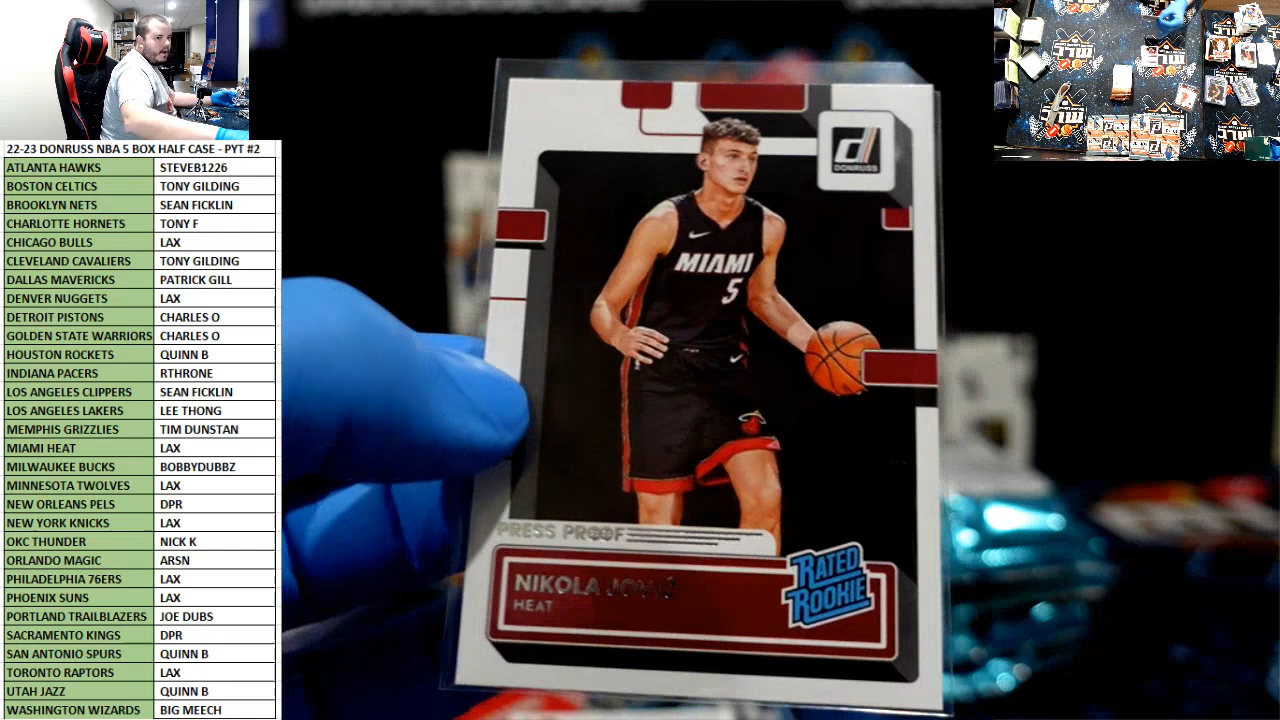 22-23 DONRUSS NBA 5 BOX HALF CASE - PYT #2
ATLANTA HAWKS STEVEB1226
BOSTON CELTICS TONY GILDING
BROOKLYN NETS SEAN FICKLIN
CHARLOTTE HORNETS TONY F
CHICAGO BULLS LAX
CLEVELAND CAVALIERS TONY GILDING
DALLAS MAVERICKS PATRICK GILL
DENVER NUGGETS LAX
DETROIT PISTONS CHARLES O
GOLDEN STATE WARRIORS CHARLES O
HOUSTON ROCKETS QUINN B
INDIANA PACERS RTHRONE
LOS ANGELES CLIPPERS SEAN FICKLIN
LOS ANGELES LAKERS LEE THONG
MEMPHIS GRIZZLIES TIM DUNSTAN
MIAMI HEAT LAX
MILWAUKEE BUCKS BOBBYDUBBZ
MINNESOTA TWOLVES LAX
NEW ORLEANS PELS DPR
NEW YORK KNICKS LAX
OKC THUNDER NICK K
ORLANDO MAGIC ARSN
PHILADELPHIA 76ERS LAX
PHOENIX SUNS LAX
PORTLAND TRAILBLAZERS JOE DUBS
SACRAMENTO KINGS DPR
SAN ANTONIO SPURS QUINN B
TORONTO RAPTORS LAX
UTAH JAZZ QUINN B
WASHINGTON WIZARDS BIG MEECH
d
DONRUSS
MIAMI
5
PRESS PROOF
NIKOLA JOVIĆ
HEAT
RATED
ROOKIE